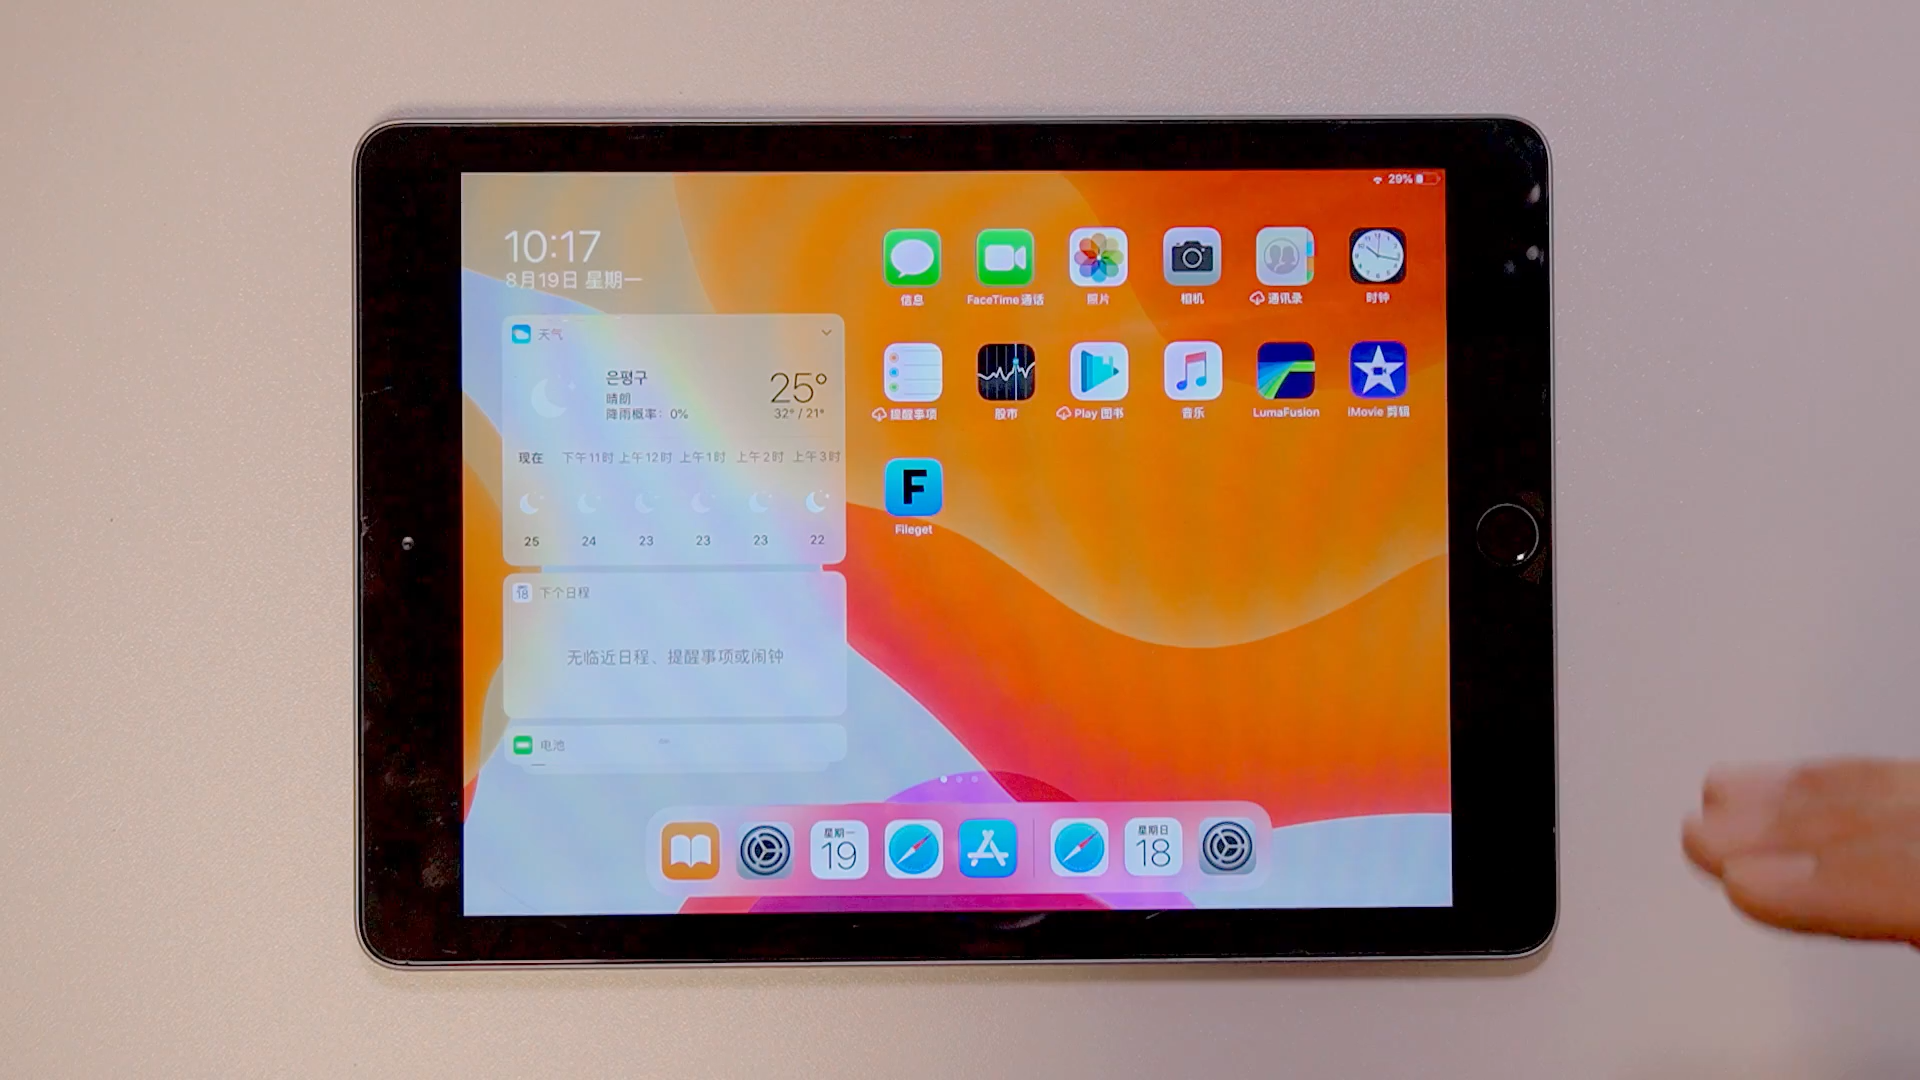 29%
10:17
8月19日 星期一
天气
은평구
晴朗
降雨概率：0%
25°
32° / 21°
现在 下午11时 上午12时 上午1时 上午2时 上午3时
25 24 23 23 23 22
18 下个日程
无临近日程、提醒事项或闹钟
电池
信息 FaceTime 通话 照片 相机 通讯录 时钟
提醒事项 股市 Play 图书 音乐 LumaFusion iMovie 剪辑
F
Fileget
星期一 星期日
19 18